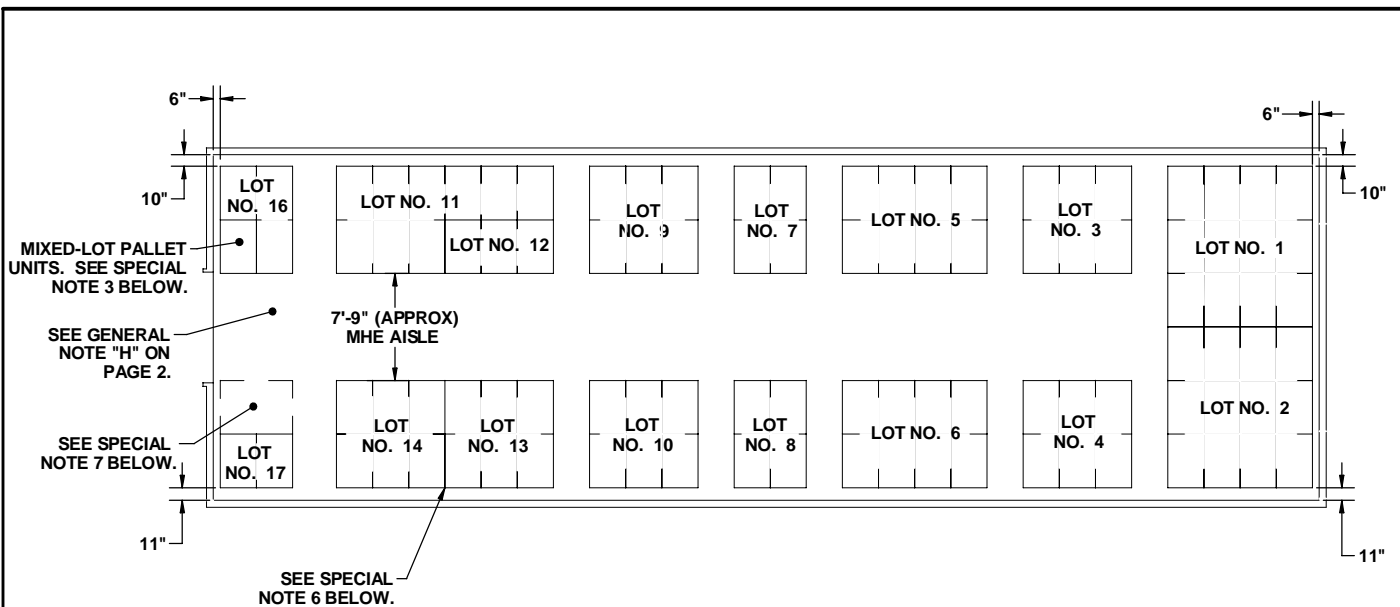 6"
6"
10"
10"
LOT
NO. 16
LOT NO. 11
LOT NO. 12
LOT
NO. 9
LOT
NO. 7
LOT NO. 5
LOT
NO. 3
LOT NO. 1
MIXED-LOT PALLET
UNITS. SEE SPECIAL
NOTE 3 BELOW.
7'-9" (APPROX)
MHE AISLE
SEE GENERAL
NOTE "H" ON
PAGE 2.
SEE SPECIAL
NOTE 7 BELOW.
LOT
NO. 17
LOT
NO. 14
LOT
NO. 13
LOT
NO. 10
LOT
NO. 8
LOT NO. 6
LOT
NO. 4
LOT NO. 2
11"
11"
SEE SPECIAL
NOTE 6 BELOW.